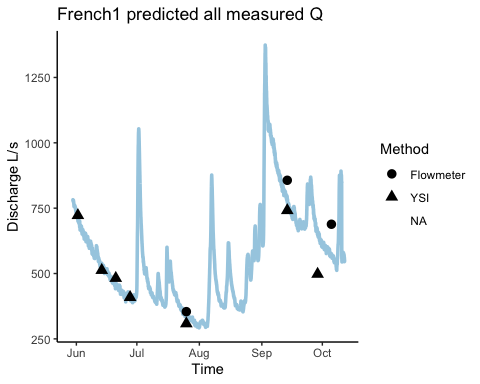 French1 predicted all measured Q
Discharge L/s
1250
1000
750
500
250
Jun Jul Aug Sep Oct
Time
Method
Flowmeter
YSI
NA